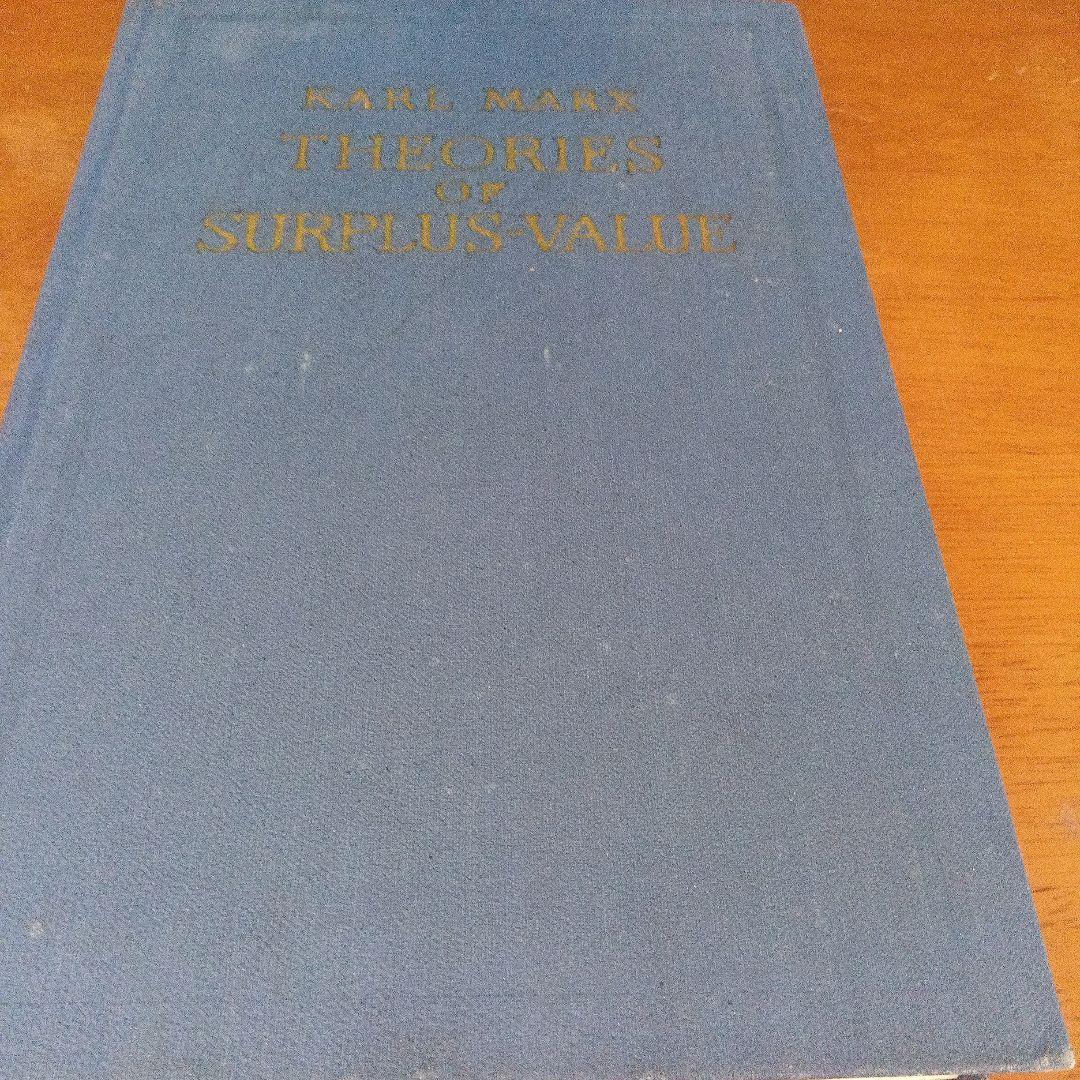 KARL MARX
THEORIES
OF
SURPLUS-VALUE